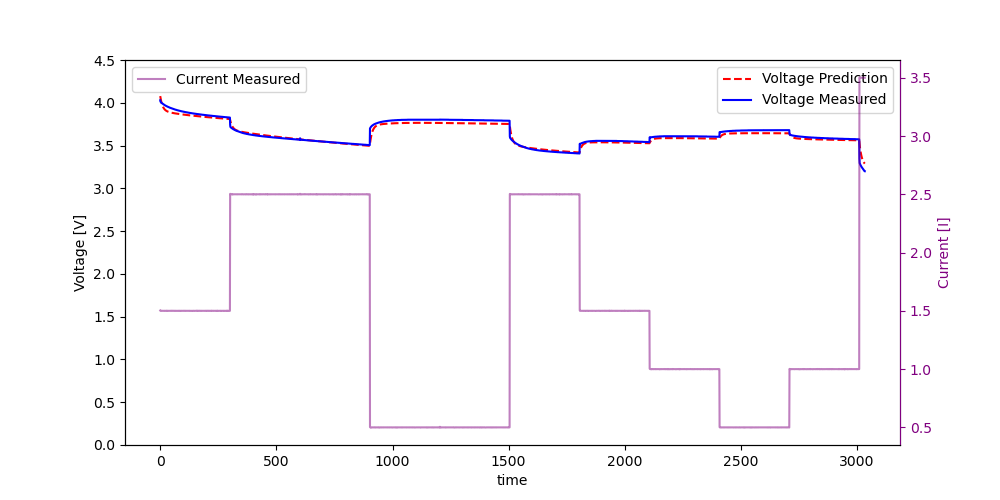 Current Measured
Voltage Prediction
Voltage Measured
4.5
4.0
3.5
3.0
2.5
2.0
1.5
1.0
0.5
0.0
Voltage [V]
3.5
3.0
2.5
2.0
1.5
1.0
0.5
Current [I]
0 500 1000 1500 2000 2500 3000
time